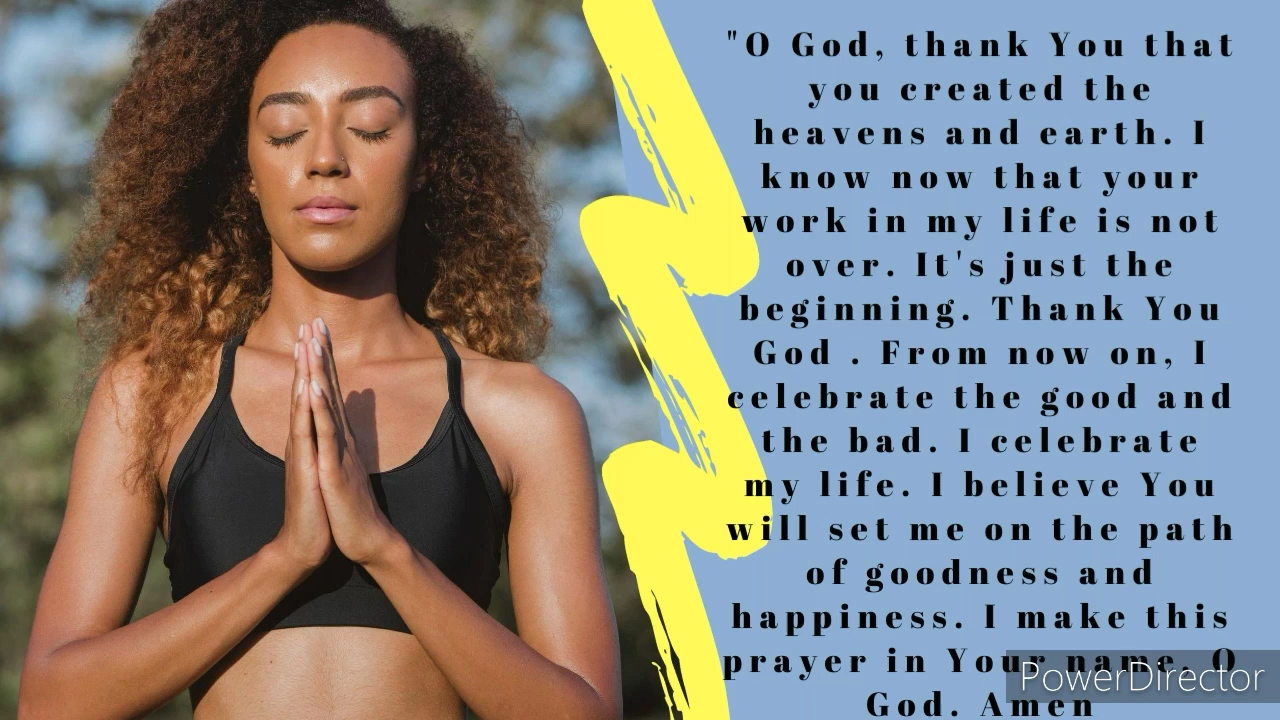 "O God, thank You that
you created the
heavens and earth. I
know now that your
work in my life is not
over. It's just the
beginning. Thank You
God . From now on, I
celebrate the good and
the bad. I celebrate
my life. I believe You
will set me on the path
of goodness and
happiness. I make this
prayer in Your name, O
God. Amen
PowerDirector